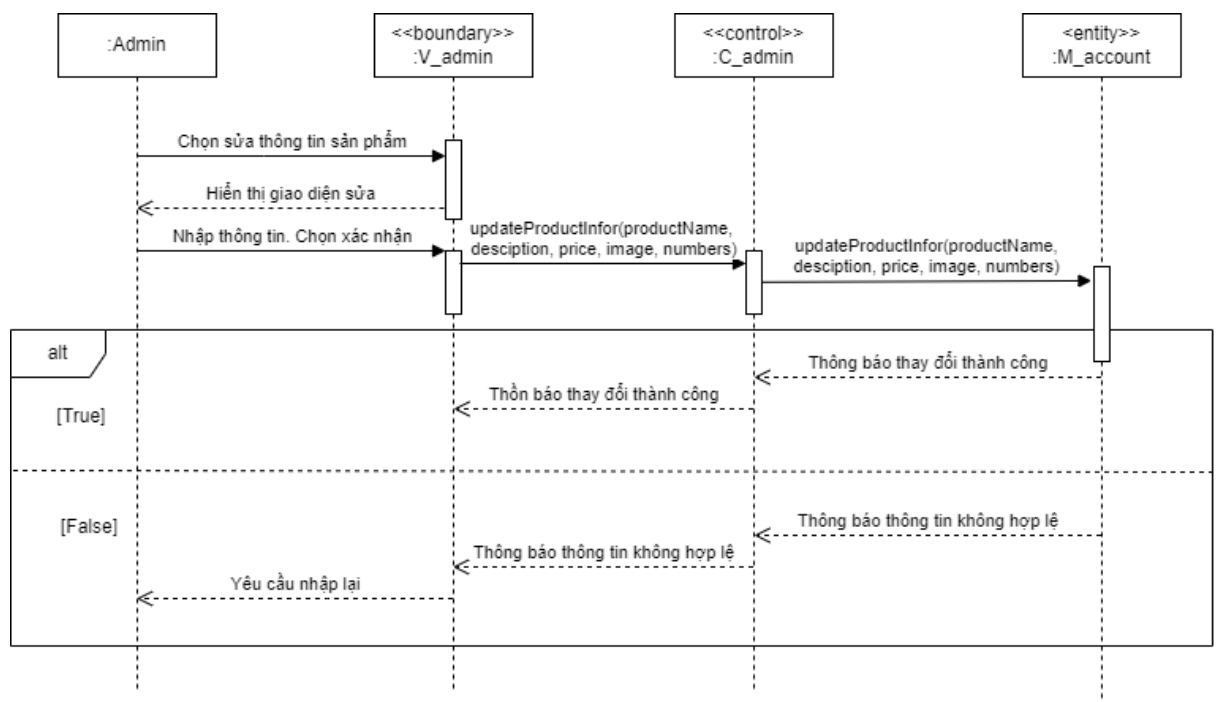 :Admin
<<boundary>>
:V_admin
<<control>>
:C_admin
<entity>>
:M_account
Chọn sửa thông tin sản phẩm
Hiển thị giao diện sửa
Nhập thông tin. Chọn xác nhận
updateProductInfor(productName,
desciption, price, image, numbers)
updateProductInfor(productName,
desciption, price, image, numbers)
alt
Thông báo thay đổi thành công
Thồn báo thay đổi thành công
[True]
[False]
Thông báo thông tin không hợp lệ
Thông báo thông tin không hợp lệ
Yêu cầu nhập lại